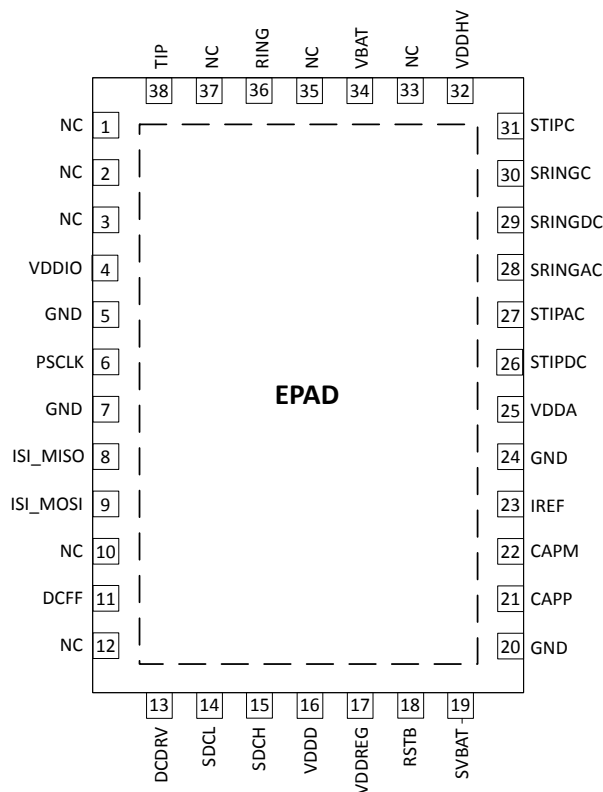 TIP NC RING NC VBAT NC VDDHV
38 37 36 35 34 33 32
NC 1
NC 2
NC 3
VDDIO 4
GND 5
PSCLK 6
GND 7
ISI_MISO 8
ISI_MOSI 9
NC 10
DCFF 11
NC 12
EPAD
31 STIPC
30 SRINGC
29 SRINGDC
28 SRINGAC
27 STIPAC
26 STIPDC
25 VDDA
24 GND
23 IREF
22 CAPM
21 CAPP
20 GND
13 14 15 16 17 18 19
DCDRV SDCL SDCH VDDD VDDREG RSTB SVBAT